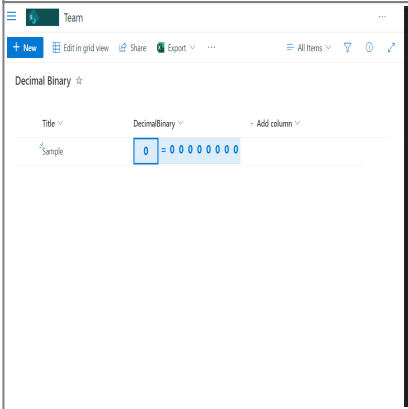 Team
+ New Edit in grid view Share Export ... All Items
Decimal Binary
Title DecimalBinary + Add column
Sample 0 = 0 0 0 0 0 0 0 0